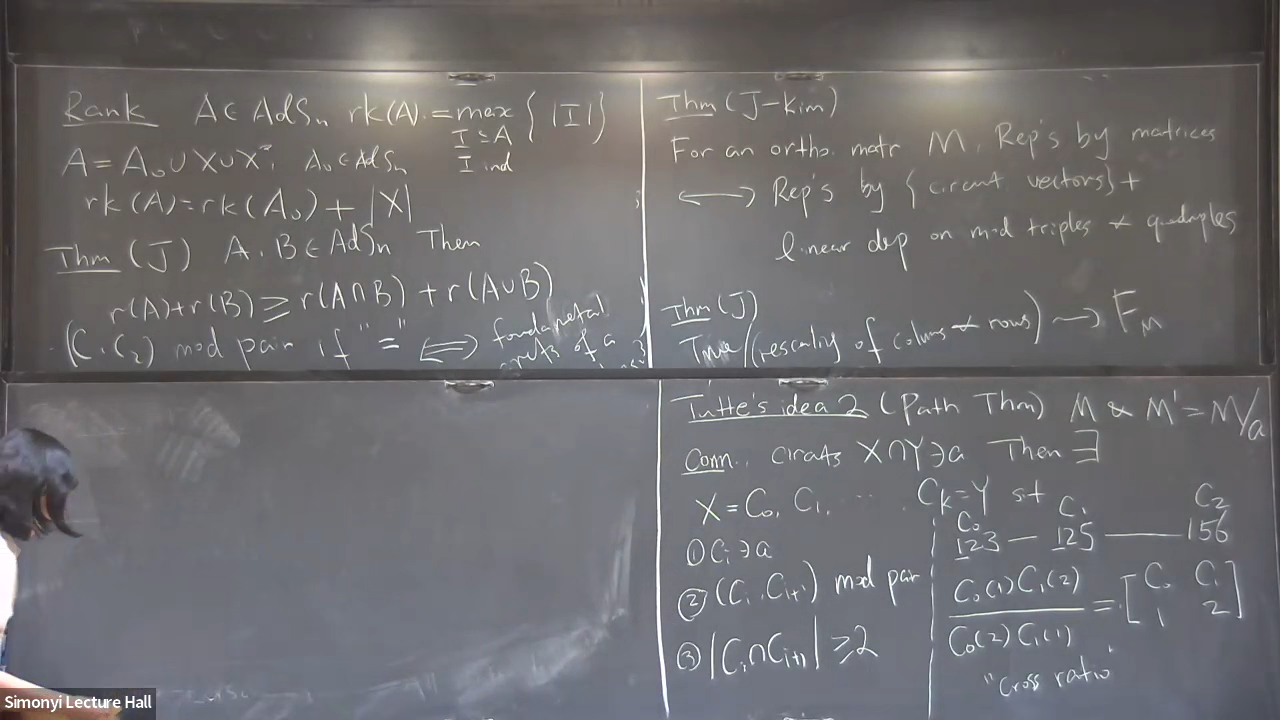 Rank A ∈ AdS_n rk(A) = max { |I| }
I ⊆ A
I ind
A = A_0 ∪ X ∪ X*, A_0 ∈ AdS_n
rk(A) = rk(A_0) + |X|
Thm (J) A, B ∈ AdS_n Then
r(A) + r(B) ≥ r(A∩B) + r(A∪B)
(C_1, C_2) mod pair if "=" ⟺ fundamental
of a
Thm (J-Kim)
For an ortho. matr M, Rep's by matrices
⟷ Rep's by {circuit vectors} +
linear dep on mod triples & quadruples
Thm (J)
True/(rescaling of colums & rows) ⇝ F_M
Tutte's idea 2 (Path Thm) M & M' = M/a
Conn., circuits X∩Y ∋ a Then ∃
X = C_0, C_1, ... C_k = Y st
① C_i ∋ a
② (C_i, C_{i+1}) mod pair
③ |C_i ∩ C_{i+1}| ≥ 2
C_0 C_1 C_2
123 — 125 — 156
C_0(1) C_1(2) / C_0(2) C_1(1) = [C_0 C_1 / 1 2]
"Cross ratio"
Simonyi Lecture Hall